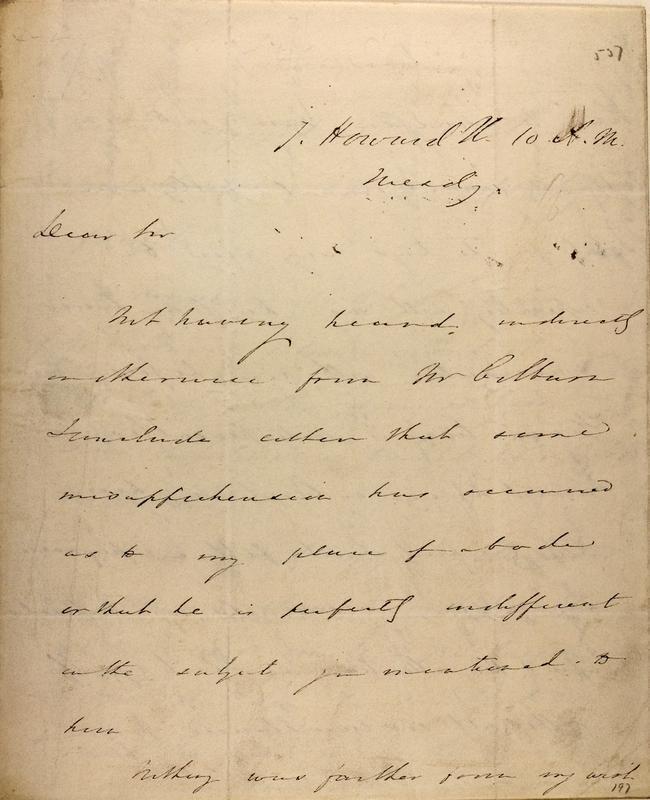 557
7. Howard St. 10 A.M.
Wesdy.
Dear Sir
Not having heard, indirectly
or otherwise from Mr Colburn
I conclude either that some
misapprehension has occurred
as to my place of abode
or that he is perfectly indifferent
on the subject you mentioned to
him
Nothing was farther from my wish
197